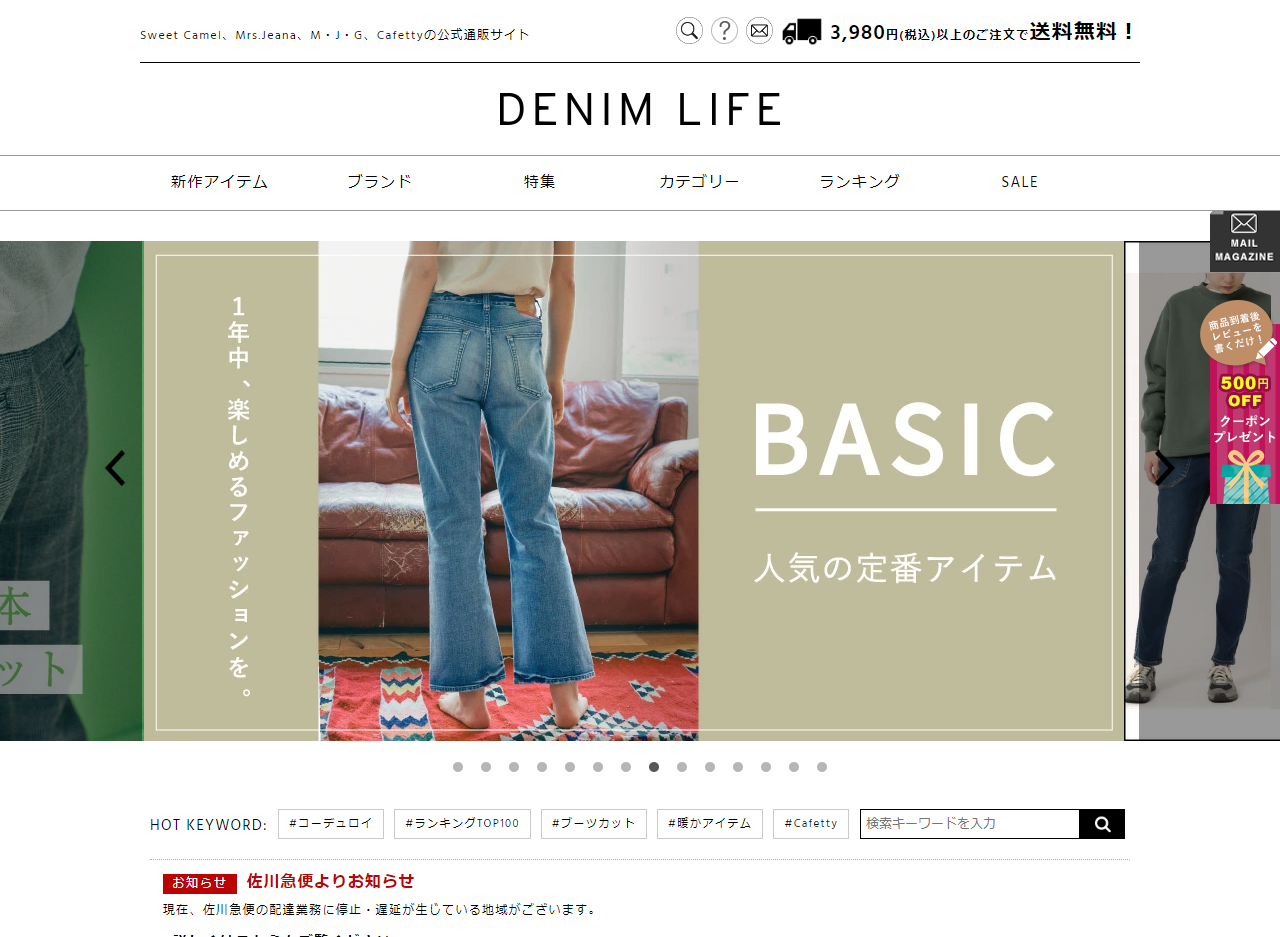 Sweet Camel、Mrs.Jeana、M・J・G、Cafettyの公式通販サイト
?
3,980円(税込)以上のご注文で送料無料！
DENIM LIFE
新作アイテム ブランド 特集 カテゴリー ランキング SALE
MAIL
MAGAZINE
商品到着後
レビューを
書くだけ！
500円
OFF
クーポン
プレゼント
1年中、楽しめるファッションを。
BASIC
人気の定番アイテム
本
ット
HOT KEYWORD: #コーデュロイ #ランキングTOP100 #ブーツカット #暖かアイテム #Cafetty 検索キーワードを入力
お知らせ 佐川急便よりお知らせ
現在、佐川急便の配達業務に停止・遅延が生じている地域がございます。